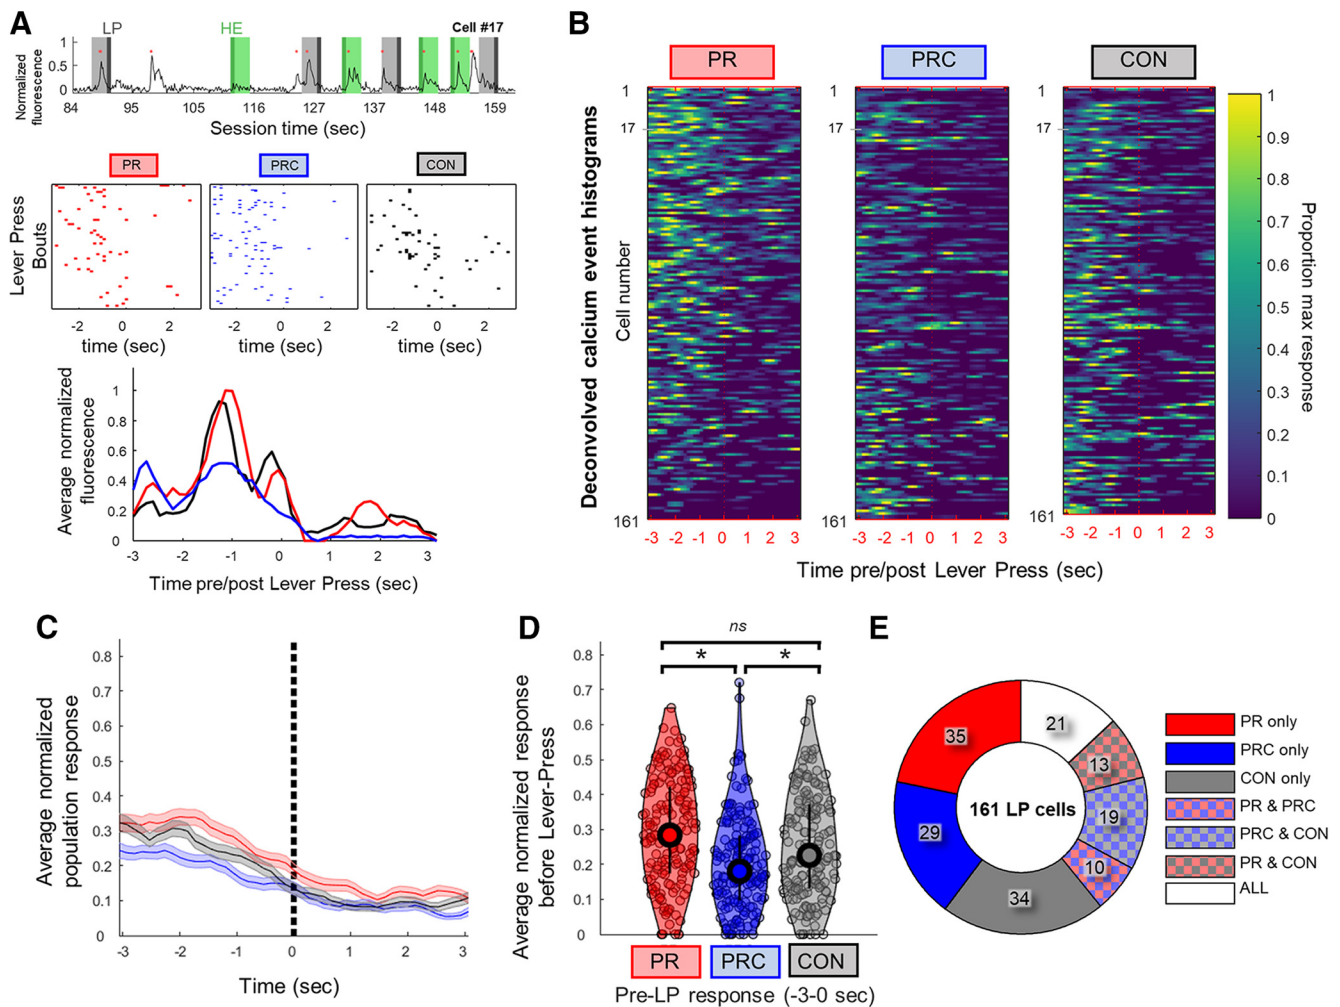 A
LP
HE
Cell #17
Normalized
fluorescence
1
0.5
0
84 95 105 116 127 137 148 159
Session time (sec)
PR
PRC
CON
Lever Press
Bouts
-2 0 2
-2 0 2
-2 0 2
time (sec)
time (sec)
time (sec)
Average normalized
fluorescence
1
0.8
0.6
0.4
0.2
0
-3 -2 -1 0 1 2 3
Time pre/post Lever Press (sec)
B
PR
PRC
CON
Deconvolved calcium event histograms
Cell number
1
17
161
1
17
161
1
17
161
-3 -2 -1 0 1 2 3
-3 -2 -1 0 1 2 3
-3 -2 -1 0 1 2 3
Time pre/post Lever Press (sec)
1
0.9
0.8
0.7
0.6
0.5
0.4
0.3
0.2
0.1
0
Proportion max response
C
Average normalized
population response
0.8
0.7
0.6
0.5
0.4
0.3
0.2
0.1
0
-3 -2 -1 0 1 2 3
Time (sec)
D
ns
* *
Average normalized response
before Lever-Press
0.8
0.7
0.6
0.5
0.4
0.3
0.2
0.1
0
PR
PRC
CON
Pre-LP response (-3-0 sec)
E
35
21
13
19
10
34
29
161 LP cells
PR only
PRC only
CON only
PR & PRC
PRC & CON
PR & CON
ALL